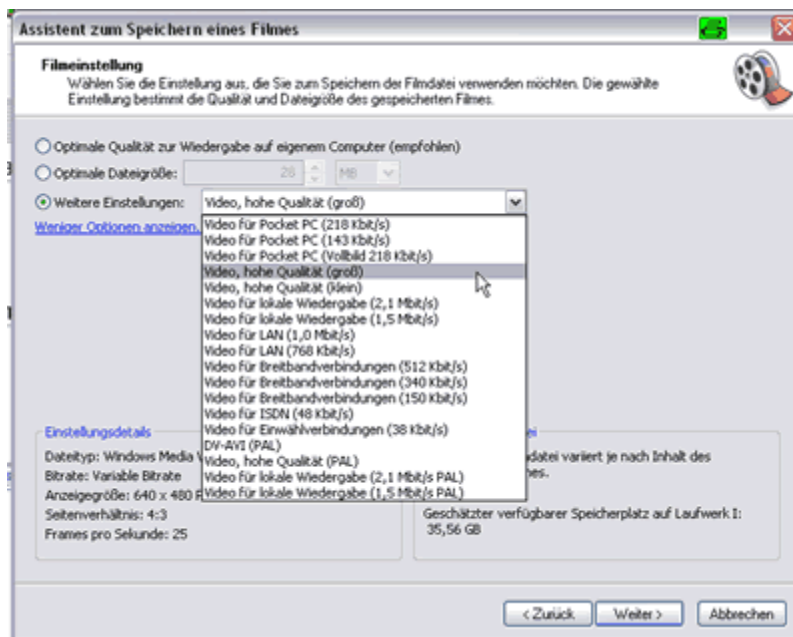 Assistent zum Speichern eines Filmes
Filmeinstellung
Wählen Sie die Einstellung aus, die Sie zum Speichern der Filmdatei verwenden möchten. Die gewählte
Einstellung bestimmt die Qualität und Dateigröße des gespeicherten Filmes.
Optimale Qualität zur Wiedergabe auf eigenem Computer (empfohlen)
Optimale Dateigröße: 28 MB
Weitere Einstellungen: Video, hohe Qualität (groß)
Weniger Optionen anzeigen.
Video für Pocket PC (218 Kbit/s)
Video für Pocket PC (143 Kbit/s)
Video für Pocket PC (Vollbild 218 Kbit/s)
Video, hohe Qualität (groß)
Video, hohe Qualität (klein)
Video für lokale Wiedergabe (2,1 Mbit/s)
Video für lokale Wiedergabe (1,5 Mbit/s)
Video für LAN (1,0 Mbit/s)
Video für LAN (768 Kbit/s)
Video für Breitbandverbindungen (512 Kbit/s)
Video für Breitbandverbindungen (340 Kbit/s)
Video für Breitbandverbindungen (150 Kbit/s)
Video für ISDN (48 Kbit/s)
Video für Einwählverbindungen (38 Kbit/s)
DV-AVI (PAL)
Video, hohe Qualität (PAL)
Video für lokale Wiedergabe (2,1 Mbit/s PAL)
Video für lokale Wiedergabe (1,5 Mbit/s PAL)
Einstellungsdetails
Dateityp: Windows Media
Bitrate: Variable Bitrate
Anzeigegröße: 640 x 480
Seitenverhältnis: 4:3
Frames pro Sekunde: 25
datei variiert je nach Inhalt des
Geschätzter verfügbarer Speicherplatz auf Laufwerk I:
35,56 GB
< Zurück Weiter > Abbrechen